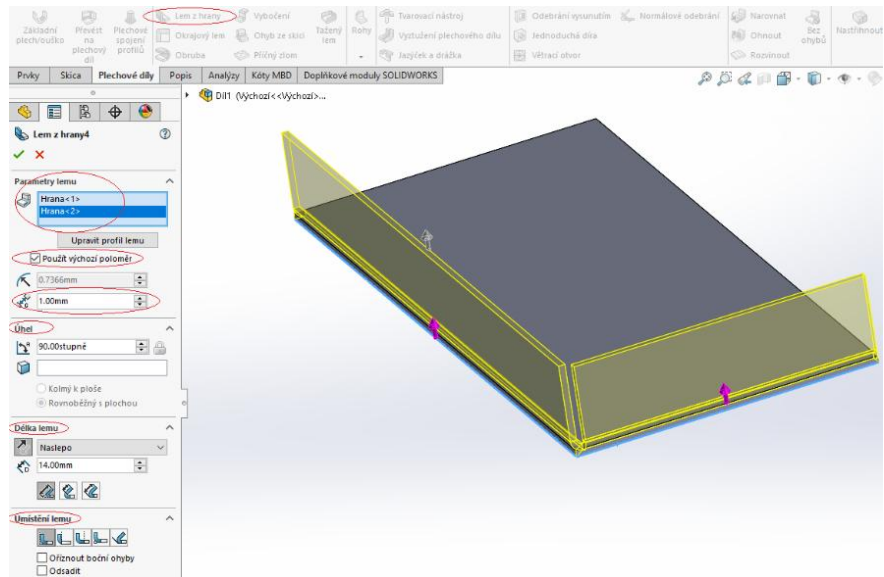 Základní plech/ouško
Převést na plechový díl
Plechové spojení profilů
Lem z hrany
Okrajový lem
Obruba
Vybočení
Ohyb ze skici
Příčný zlom
Tažený lem
Rohy
Tvarovací nástroj
Vyztužení plechového dílu
Jazýček a drážka
Odebrání vysunutím
Jednoduchá díra
Větrací otvor
Normálové odebrání
Narovnat
Ohnout
Rozvinout
Bez ohybů
Nastřihnout
Prvky Skica Plechové díly Popis Analýzy Kóty MBD Doplňkové moduly SOLIDWORKS
Díl1 (Výchozí<<Výchozí>...
Lem z hrany4
Parametry lemu
Hrana<1>
Hrana<2>
Upravit profil lemu
Použít výchozí poloměr
0.7366mm
1.00mm
Úhel
90.00stupně
Kolmý k ploše
Rovnoběžný s plochou
Délka lemu
Naslepo
14.00mm
Umístění lemu
Oříznout boční ohyby
Odsadit